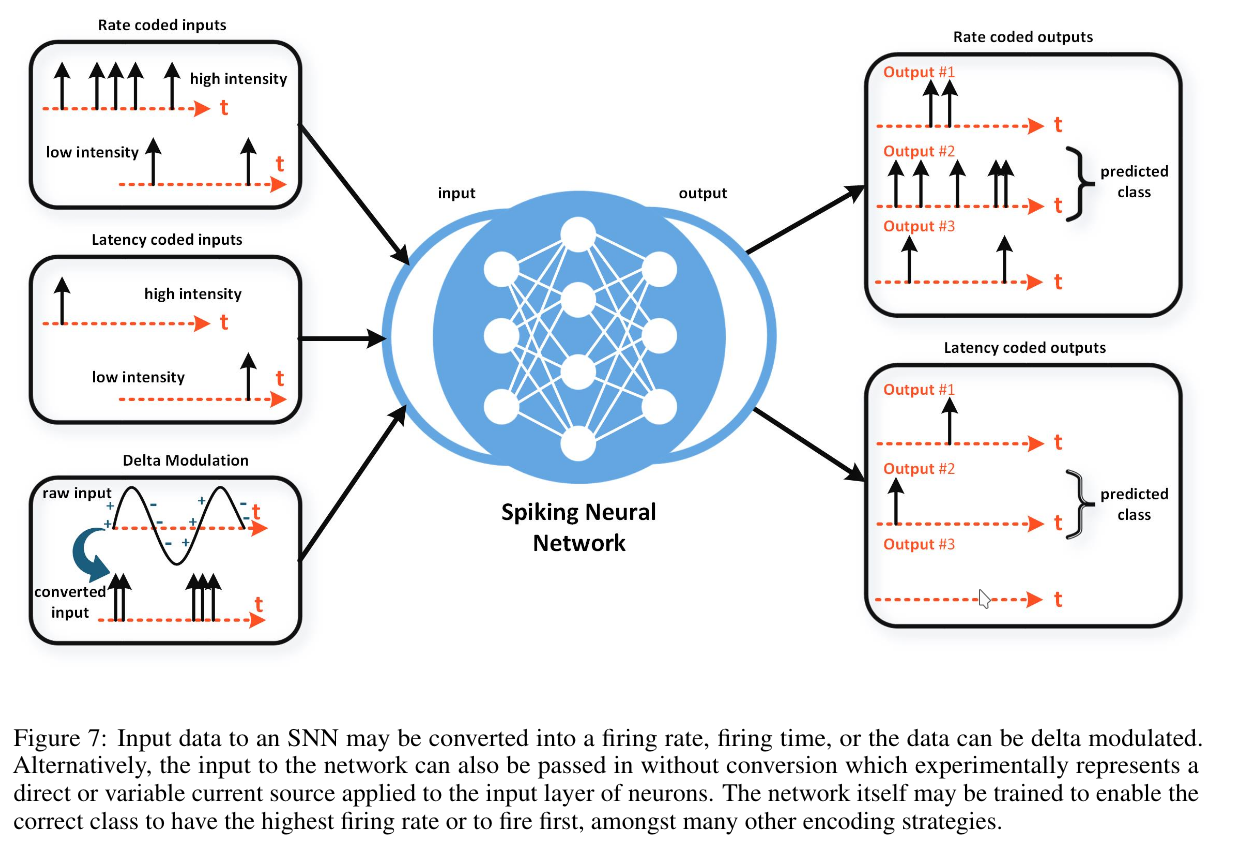 Rate coded inputs
high intensity
t
low intensity
t
Latency coded inputs
high intensity
t
low intensity
t
Delta Modulation
raw input
+
-
+
-
t
+
-
+
-
-
+
converted
input
t
input
output
Spiking Neural
Network
Rate coded outputs
Output #1
t
Output #2
t
predicted
class
Output #3
t
Latency coded outputs
Output #1
t
Output #2
t
predicted
class
Output #3
t
Figure 7: Input data to an SNN may be converted into a firing rate, firing time, or the data can be delta modulated.
Alternatively, the input to the network can also be passed in without conversion which experimentally represents a
direct or variable current source applied to the input layer of neurons. The network itself may be trained to enable the
correct class to have the highest firing rate or to fire first, amongst many other encoding strategies.